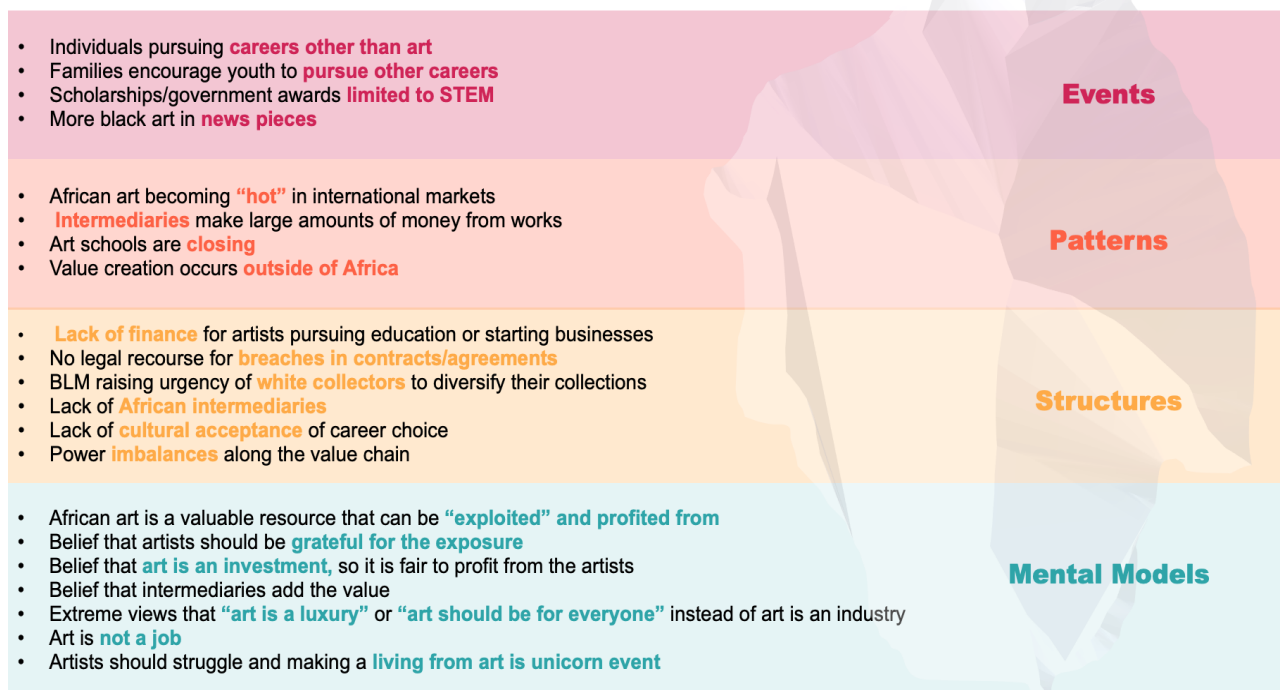 • Individuals pursuing careers other than art
• Families encourage youth to pursue other careers
• Scholarships/government awards limited to STEM
• More black art in news pieces
Events
• African art becoming “hot” in international markets
• Intermediaries make large amounts of money from works
• Art schools are closing
• Value creation occurs outside of Africa
Patterns
• Lack of finance for artists pursuing education or starting businesses
• No legal recourse for breaches in contracts/agreements
• BLM raising urgency of white collectors to diversify their collections
• Lack of African intermediaries
• Lack of cultural acceptance of career choice
• Power imbalances along the value chain
Structures
• African art is a valuable resource that can be “exploited” and profited from
• Belief that artists should be grateful for the exposure
• Belief that art is an investment, so it is fair to profit from the artists
• Belief that intermediaries add the value
• Extreme views that “art is a luxury” or “art should be for everyone” instead of art is an industry
• Art is not a job
• Artists should struggle and making a living from art is unicorn event
Mental Models